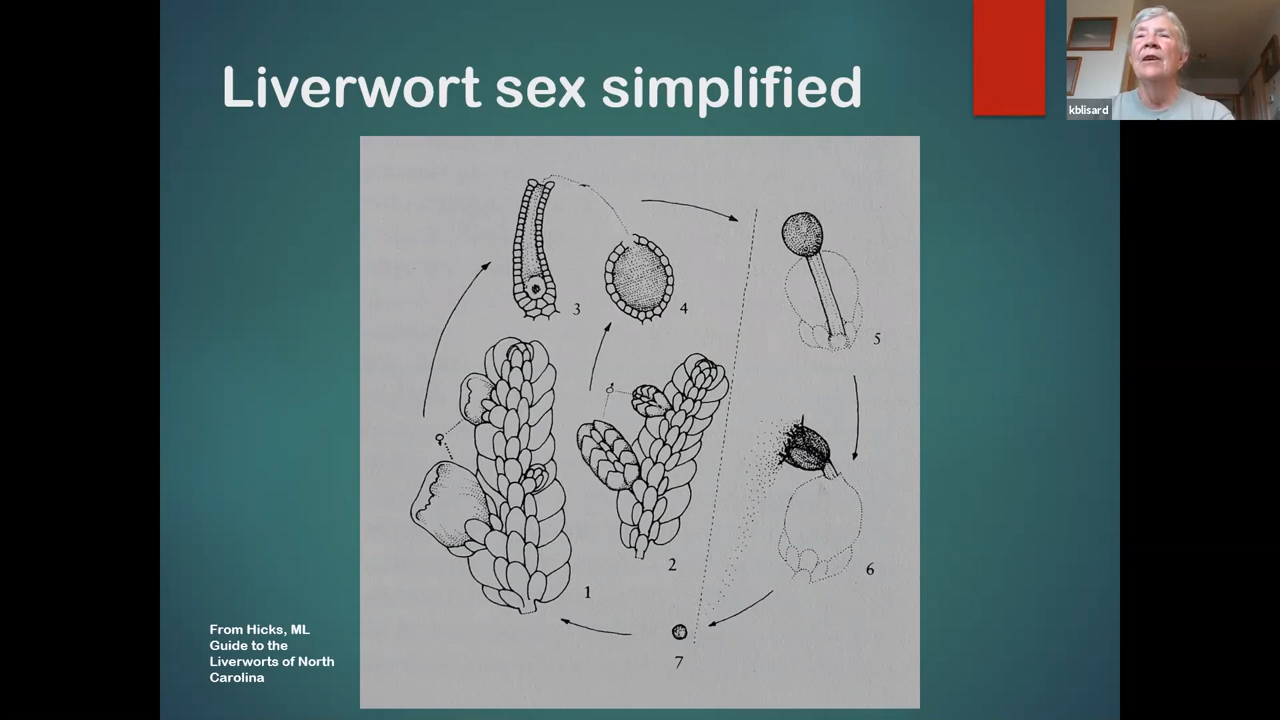 Liverwort sex simplified
kblisard
3
4
5
♀
♂
1
2
6
7
From Hicks, ML
Guide to the
Liverworts of North
Carolina